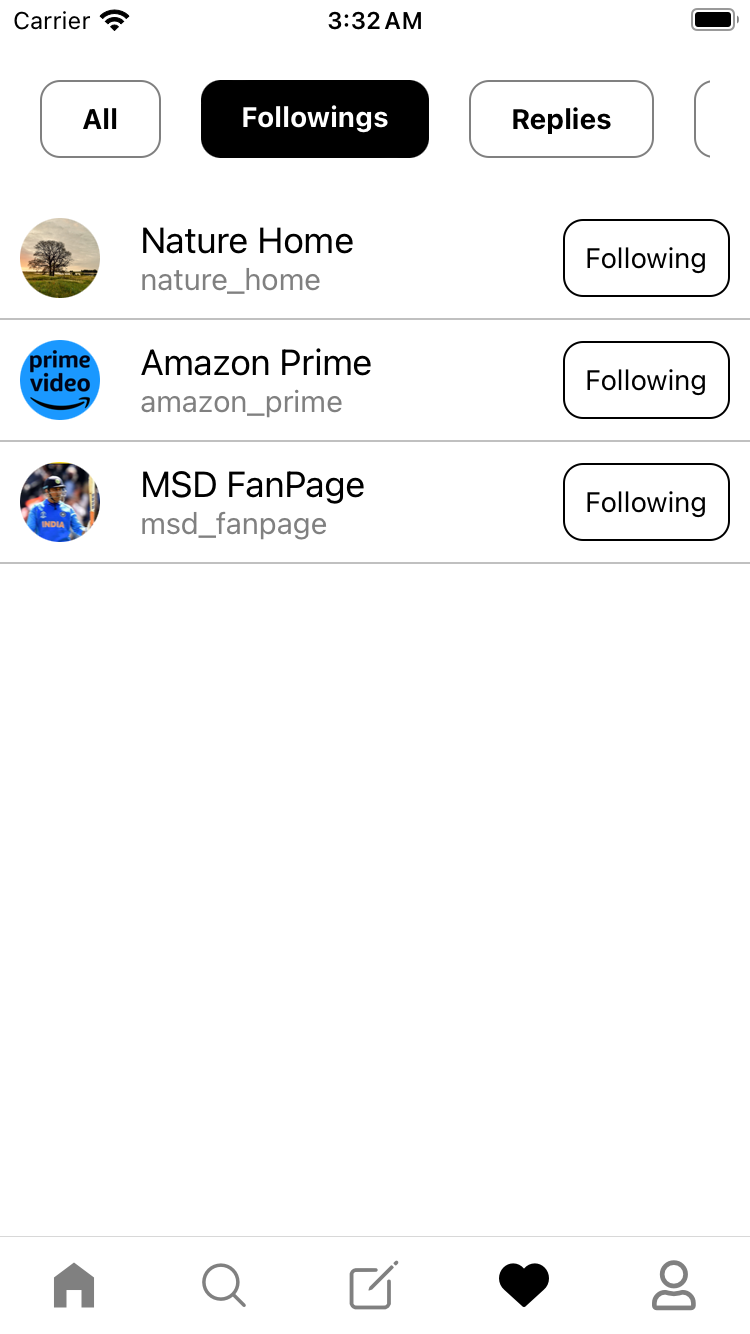 Carrier 3:32 AM
All Followings Replies
Nature Home
nature_home
Following
prime
video
Amazon Prime
amazon_prime
Following
INDIA
MSD FanPage
msd_fanpage
Following